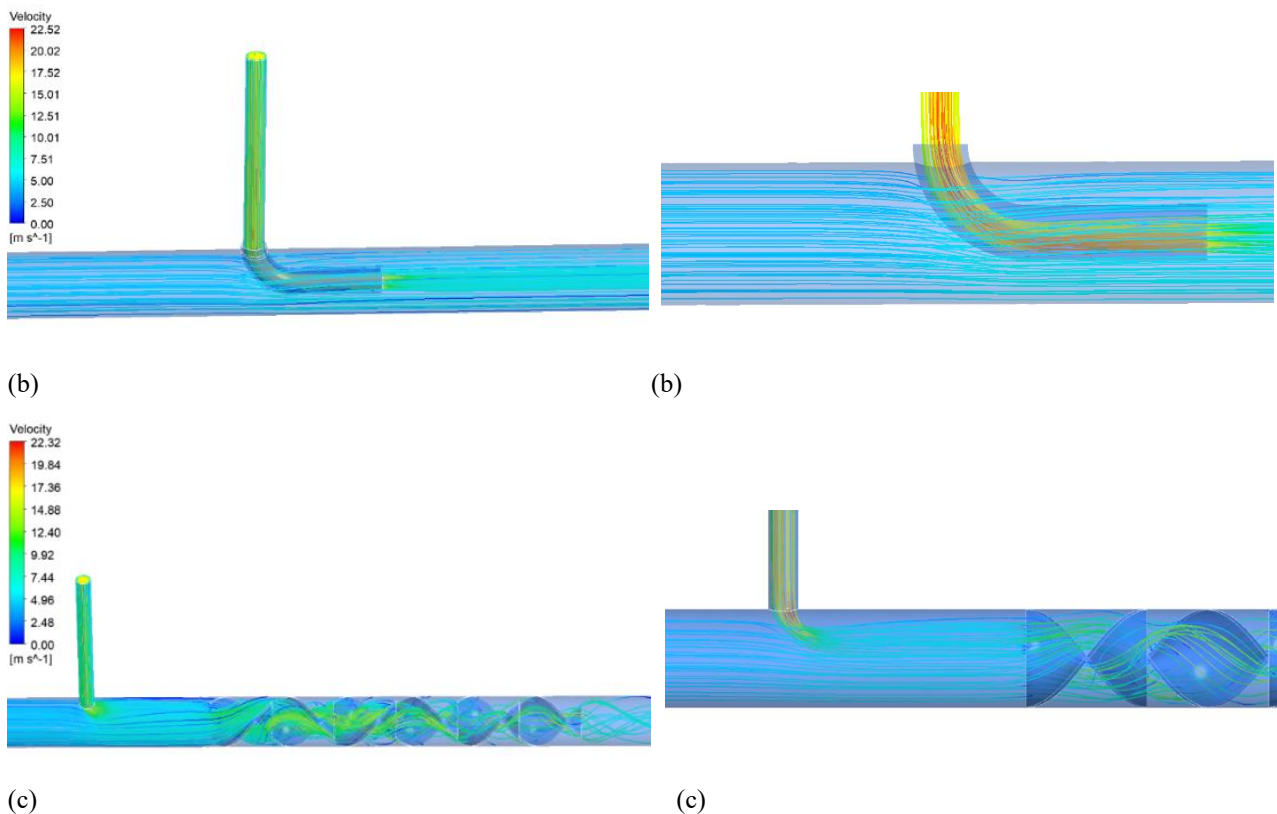 Velocity
22.52
20.02
17.52
15.01
12.51
10.01
7.51
5.00
2.50
0.00
[m s^-1]
(b)
(b)
Velocity
22.32
19.84
17.36
14.88
12.40
9.92
7.44
4.96
2.48
0.00
[m s^-1]
(c)
(c)